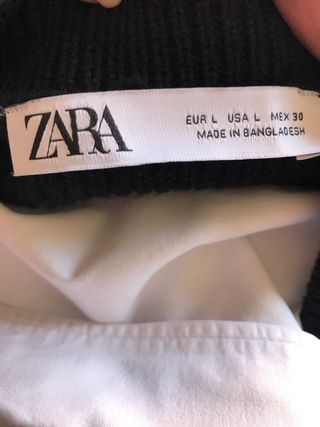 ZARA
EUR L USA L MEX 30
MADE IN BANGLADESH